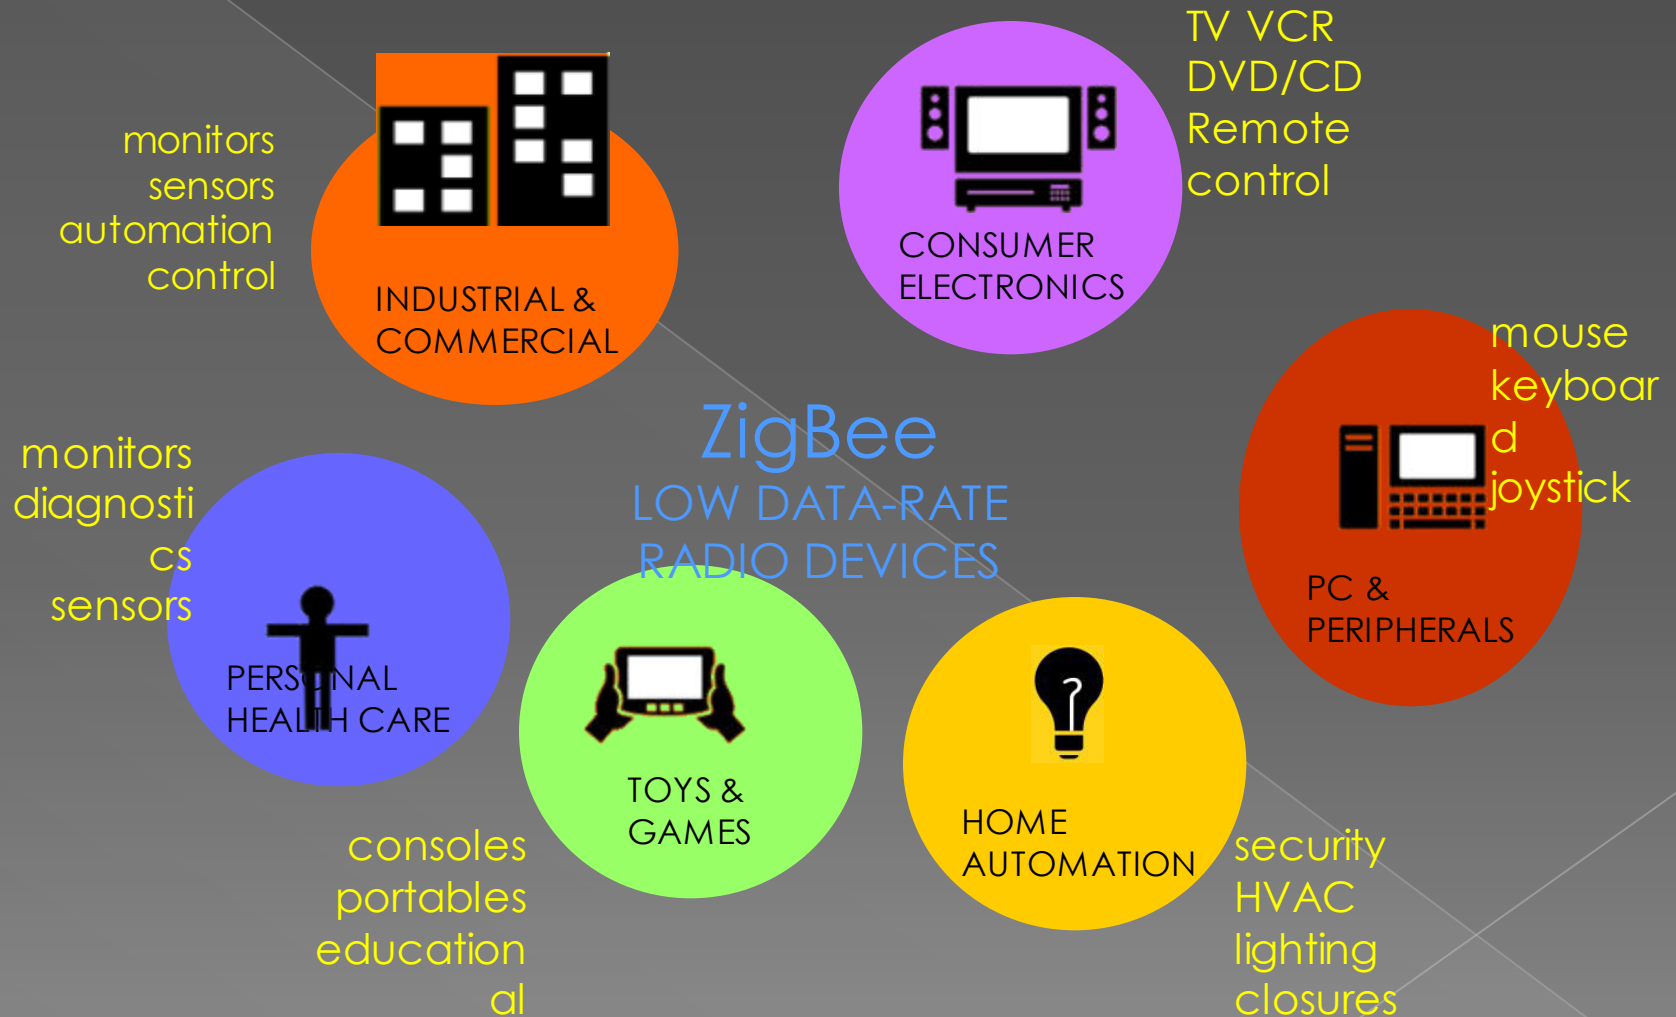 monitors
sensors
automation
control
INDUSTRIAL &
COMMERCIAL
TV VCR
DVD/CD
Remote
control
CONSUMER
ELECTRONICS
mouse
keyboar
d
joystick
PC &
PERIPHERALS
ZigBee
LOW DATA-RATE
RADIO DEVICES
monitors
diagnosti
cs
sensors
PERSONAL
HEALTH CARE
TOYS &
GAMES
consoles
portables
education
al
?
HOME
AUTOMATION
security
HVAC
lighting
closures